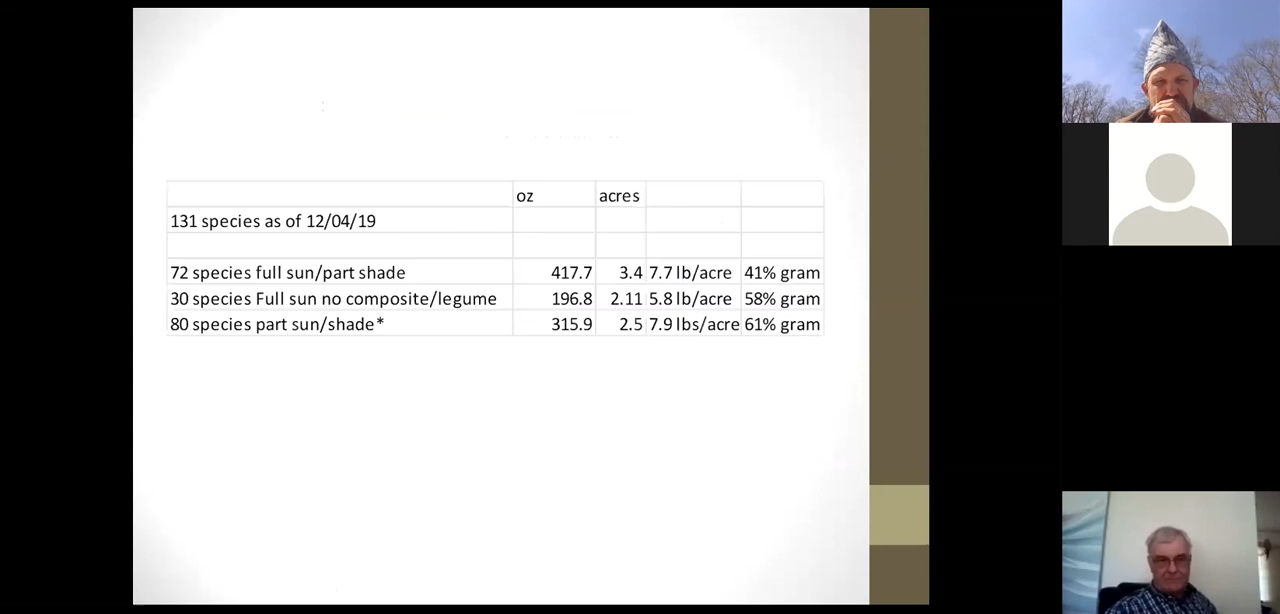 oz acres
131 species as of 12/04/19
72 species full sun/part shade 417.7 3.4 7.7 lb/acre 41% gram
30 species Full sun no composite/legume 196.8 2.11 5.8 lb/acre 58% gram
80 species part sun/shade* 315.9 2.5 7.9 lbs/acre 61% gram